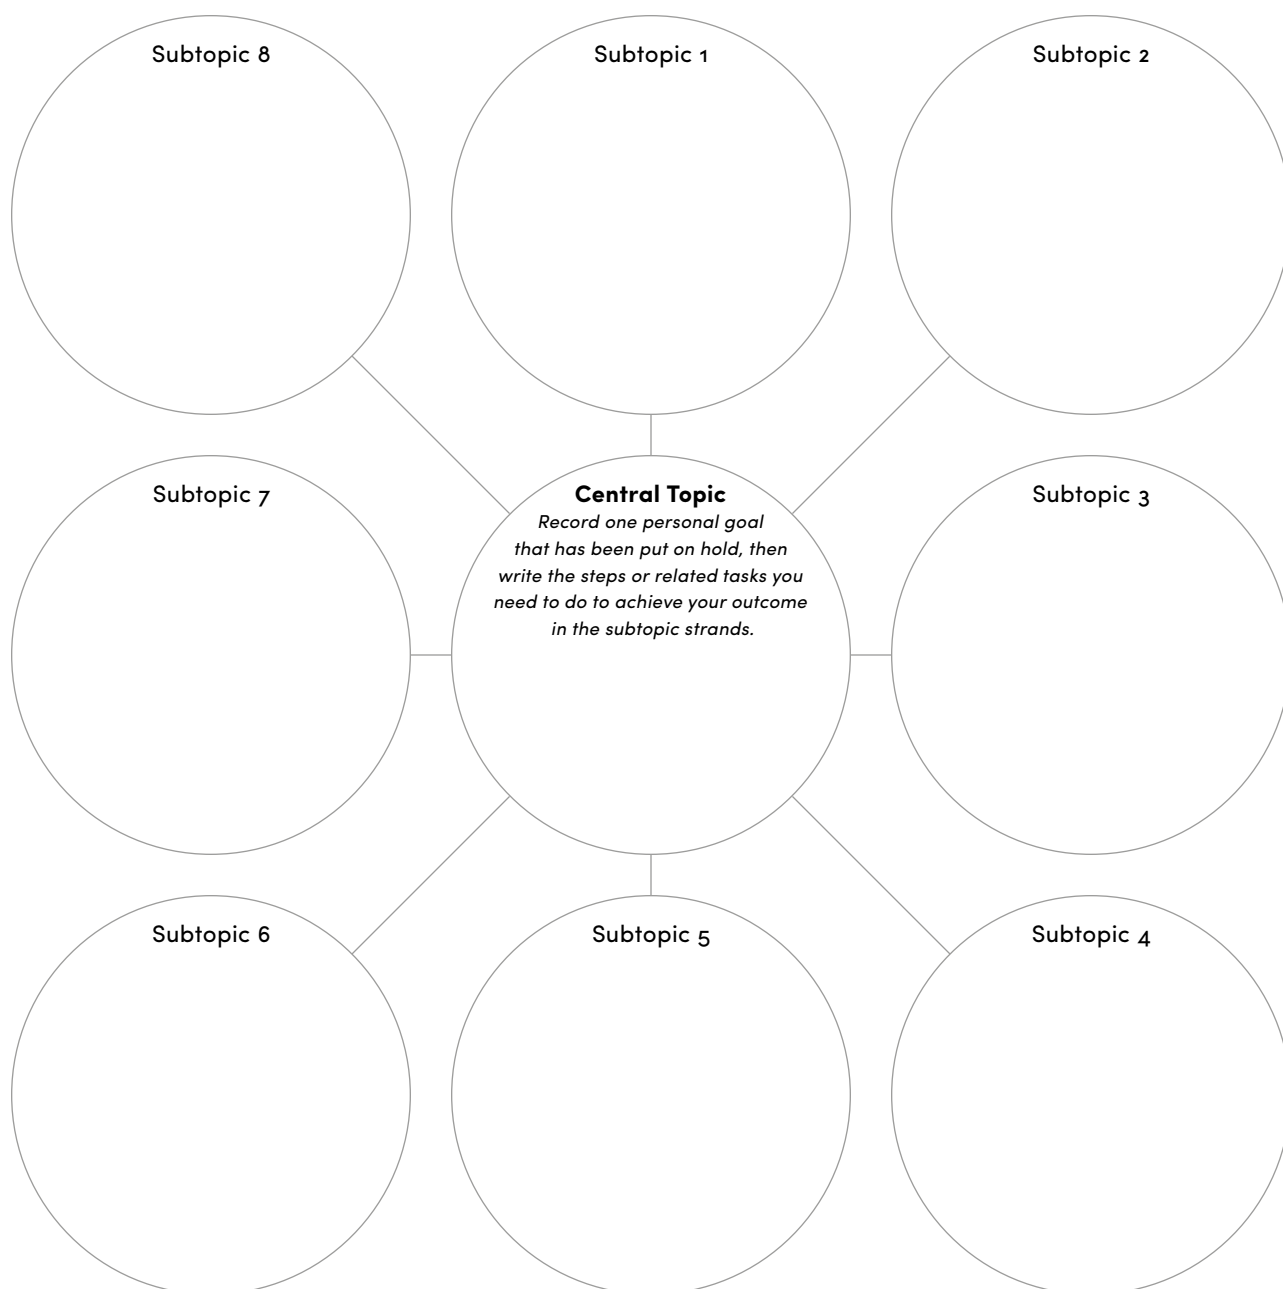 Subtopic 8
Subtopic 1
Subtopic 2
Subtopic 7
Central Topic
Record one personal goal
that has been put on hold, then
write the steps or related tasks you
need to do to achieve your outcome
in the subtopic strands.
Subtopic 3
Subtopic 6
Subtopic 5
Subtopic 4